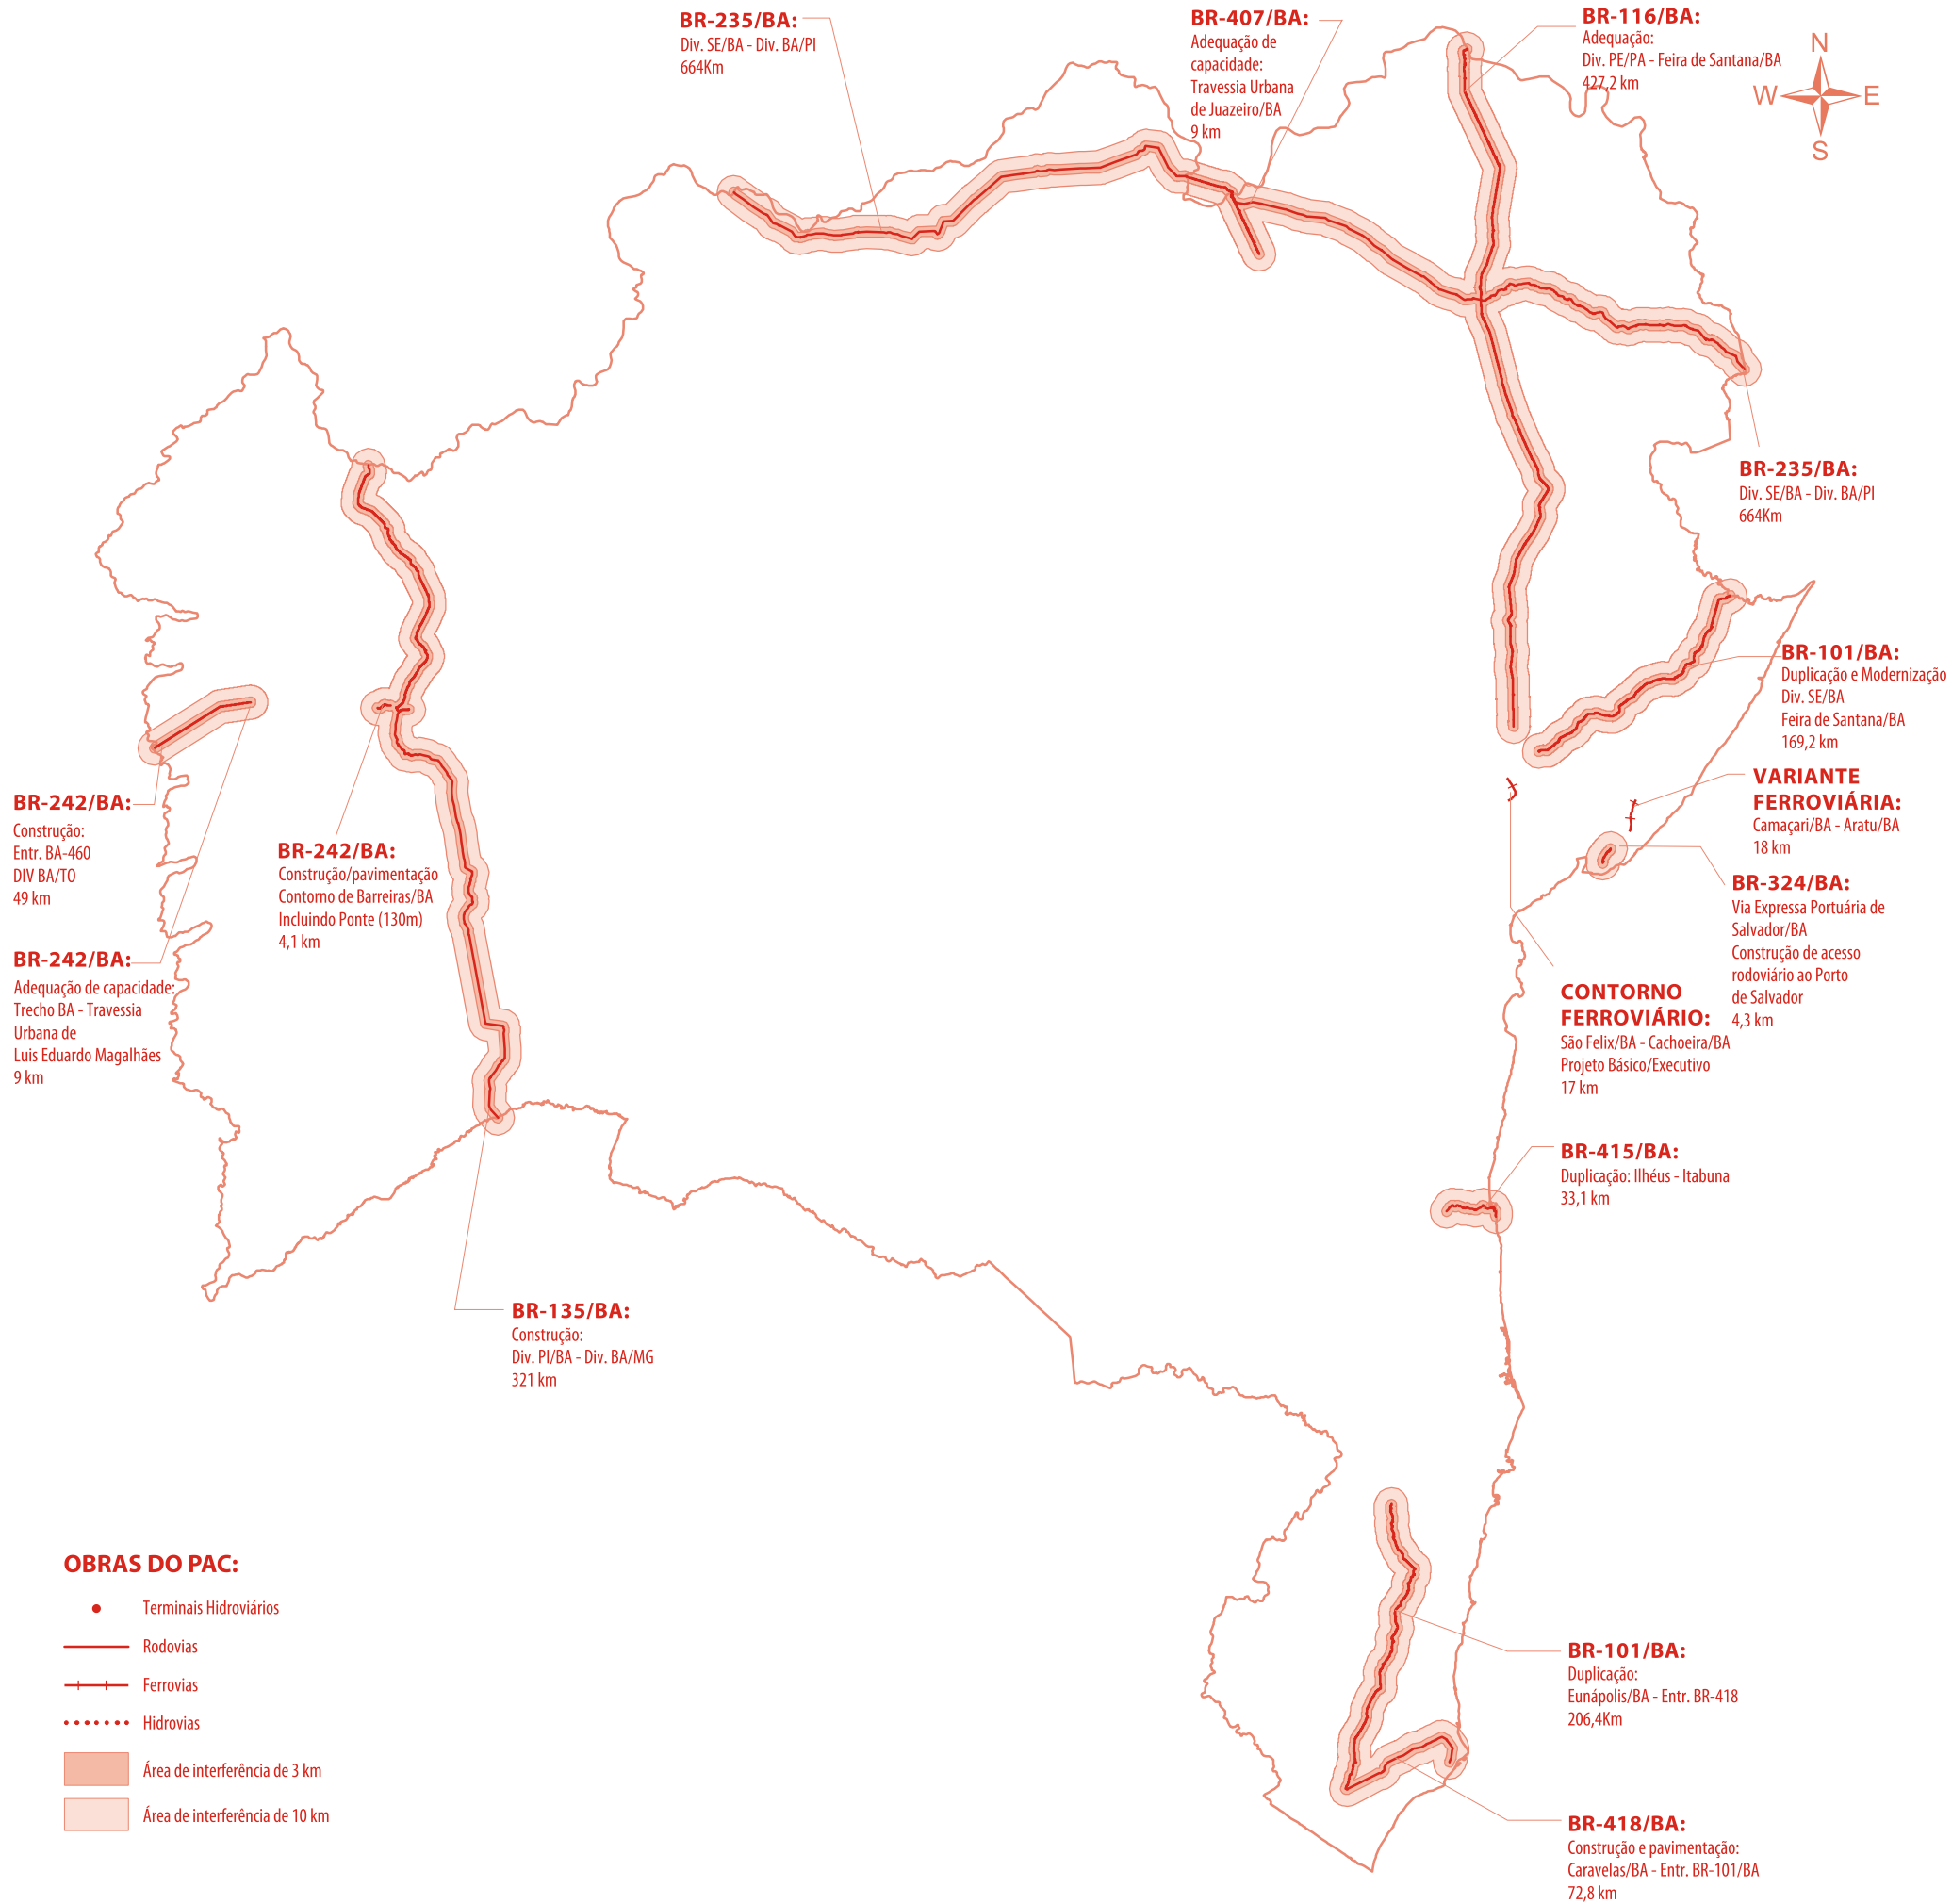 BR-235/BA:
Div. SE/BA - Div. BA/PI
664Km
BR-407/BA:
Adequação de
capacidade:
Travessia Urbana
de Juazeiro/BA
9 km
BR-116/BA:
Adequação:
Div. PE/PA - Feira de Santana/BA
427,2 km
N
W
E
S
BR-235/BA:
Div. SE/BA - Div. BA/PI
664Km
BR-101/BA:
Duplicação e Modernização
Div. SE/BA
Feira de Santana/BA
169,2 km
VARIANTE
FERROVIÁRIA:
Camaçari/BA - Aratu/BA
18 km
BR-324/BA:
Via Expressa Portuária de
Salvador/BA
Construção de acesso
rodoviário ao Porto
de Salvador
4,3 km
CONTORNO
FERROVIÁRIO:
São Felix/BA - Cachoeira/BA
Projeto Básico/Executivo
17 km
BR-242/BA:
Construção:
Entr. BA-460
DIV BA/TO
49 km
BR-242/BA:
Construção/pavimentação
Contorno de Barreiras/BA
Incluindo Ponte (130m)
4,1 km
BR-242/BA:
Adequação de capacidade:
Trecho BA - Travessia
Urbana de
Luis Eduardo Magalhães
9 km
BR-415/BA:
Duplicação: Ilhéus - Itabuna
33,1 km
BR-135/BA:
Construção:
Div. PI/BA - Div. BA/MG
321 km
OBRAS DO PAC:
Terminais Hidroviários
Rodovias
Ferrovias
Hidrovias
Área de interferência de 3 km
Área de interferência de 10 km
BR-101/BA:
Duplicação:
Eunápolis/BA - Entr. BR-418
206,4Km
BR-418/BA:
Construção e pavimentação:
Caravelas/BA - Entr. BR-101/BA
72,8 km